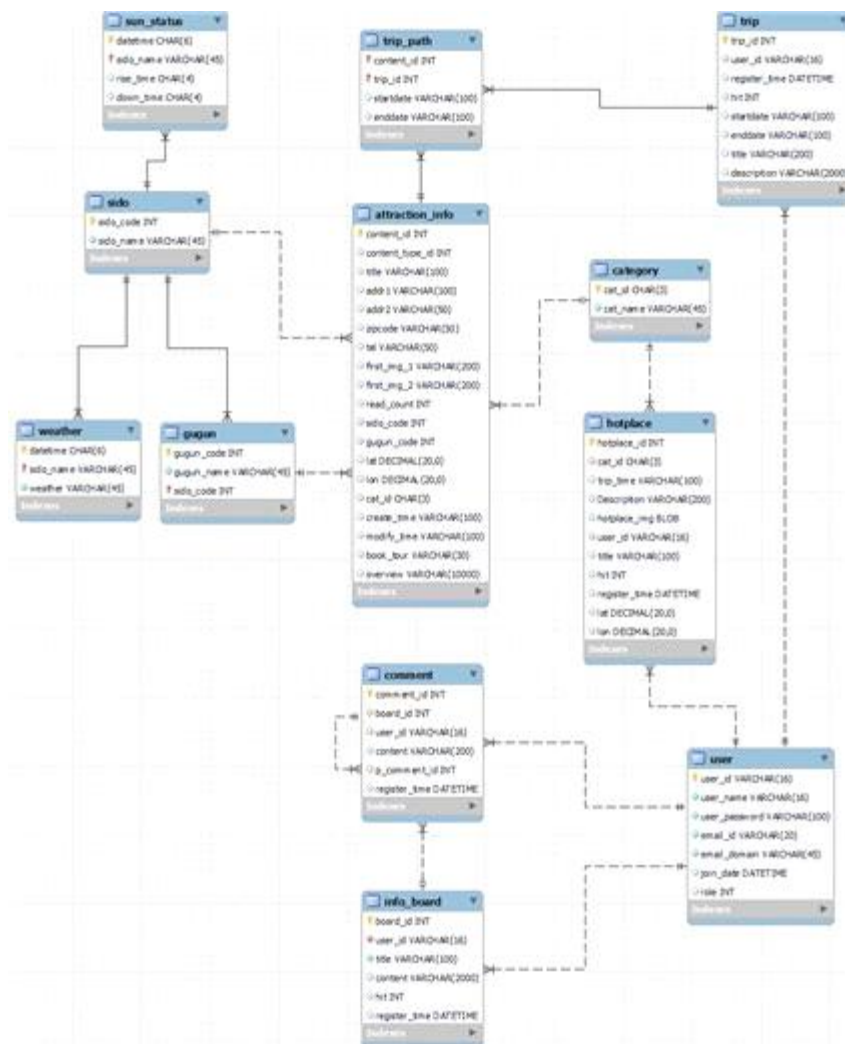 sun_status
datetime CHAR(6)
sido_name VARCHAR(45)
rise_time CHAR(4)
down_time CHAR(4)
Indexes
trip_path
content_id INT
trip_id INT
startdate VARCHAR(100)
enddate VARCHAR(100)
Indexes
trip
trip_id INT
user_id VARCHAR(16)
register_time DATETIME
hit INT
startdate VARCHAR(100)
enddate VARCHAR(100)
title VARCHAR(200)
description VARCHAR(2000)
Indexes
sido
sido_code INT
sido_name VARCHAR(45)
Indexes
attraction_info
content_id INT
content_type_id INT
title VARCHAR(100)
addr1 VARCHAR(100)
addr2 VARCHAR(50)
zipcode VARCHAR(50)
tel VARCHAR(50)
first_img_1 VARCHAR(200)
first_img_2 VARCHAR(200)
read_count INT
sido_code INT
gugun_code INT
lat DECIMAL(20,0)
lon DECIMAL(20,0)
cat_id CHAR(3)
create_time VARCHAR(100)
modify_time VARCHAR(100)
book_tour VARCHAR(30)
overview VARCHAR(10000)
Indexes
category
cat_id CHAR(3)
cat_name VARCHAR(45)
Indexes
weather
datetime CHAR(6)
sido_name VARCHAR(45)
weather VARCHAR(45)
Indexes
gugun
gugun_code INT
gugun_name VARCHAR(45)
sido_code INT
Indexes
hotplace
hotplace_id INT
cat_id CHAR(3)
trip_time VARCHAR(100)
Description VARCHAR(200)
hotplace_img BLOB
user_id VARCHAR(16)
title VARCHAR(100)
hit INT
register_time DATETIME
lat DECIMAL(20,0)
lon DECIMAL(20,0)
Indexes
comment
comment_id INT
board_id INT
user_id VARCHAR(16)
content VARCHAR(200)
p_comment_id INT
register_time DATETIME
Indexes
user
user_id VARCHAR(16)
user_name VARCHAR(16)
user_password VARCHAR(100)
email_id VARCHAR(20)
email_domain VARCHAR(45)
join_date DATETIME
INT
Indexes
info_board
board_id INT
user_id VARCHAR(16)
title VARCHAR(100)
content VARCHAR(2000)
hit INT
register_time DATETIME
Indexes